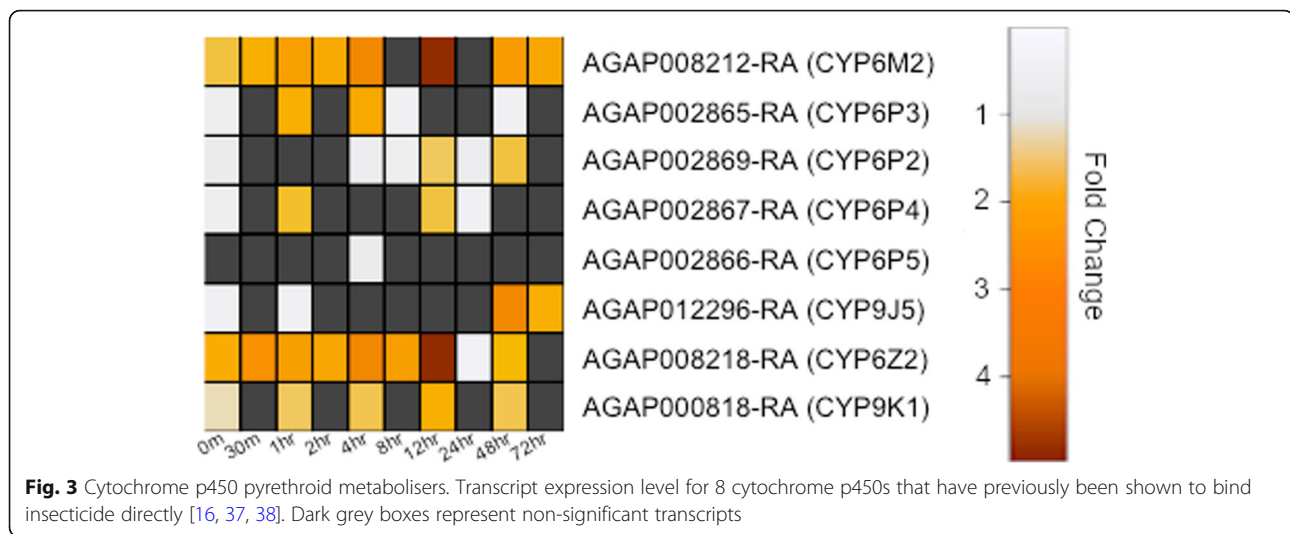 AGAP008212-RA (CYP6M2)
AGAP002865-RA (CYP6P3)
AGAP002869-RA (CYP6P2)
AGAP002867-RA (CYP6P4)
AGAP002866-RA (CYP6P5)
AGAP012296-RA (CYP9J5)
AGAP008218-RA (CYP6Z2)
AGAP000818-RA (CYP9K1)
0m 30m 1hr 2hr 4hr 8hr 12hr 24hr 48hr 72hr
1
2
3
4
Fold Change
Fig. 3 Cytochrome p450 pyrethroid metabolisers. Transcript expression level for 8 cytochrome p450s that have previously been shown to bind
insecticide directly [16, 37, 38]. Dark grey boxes represent non-significant transcripts